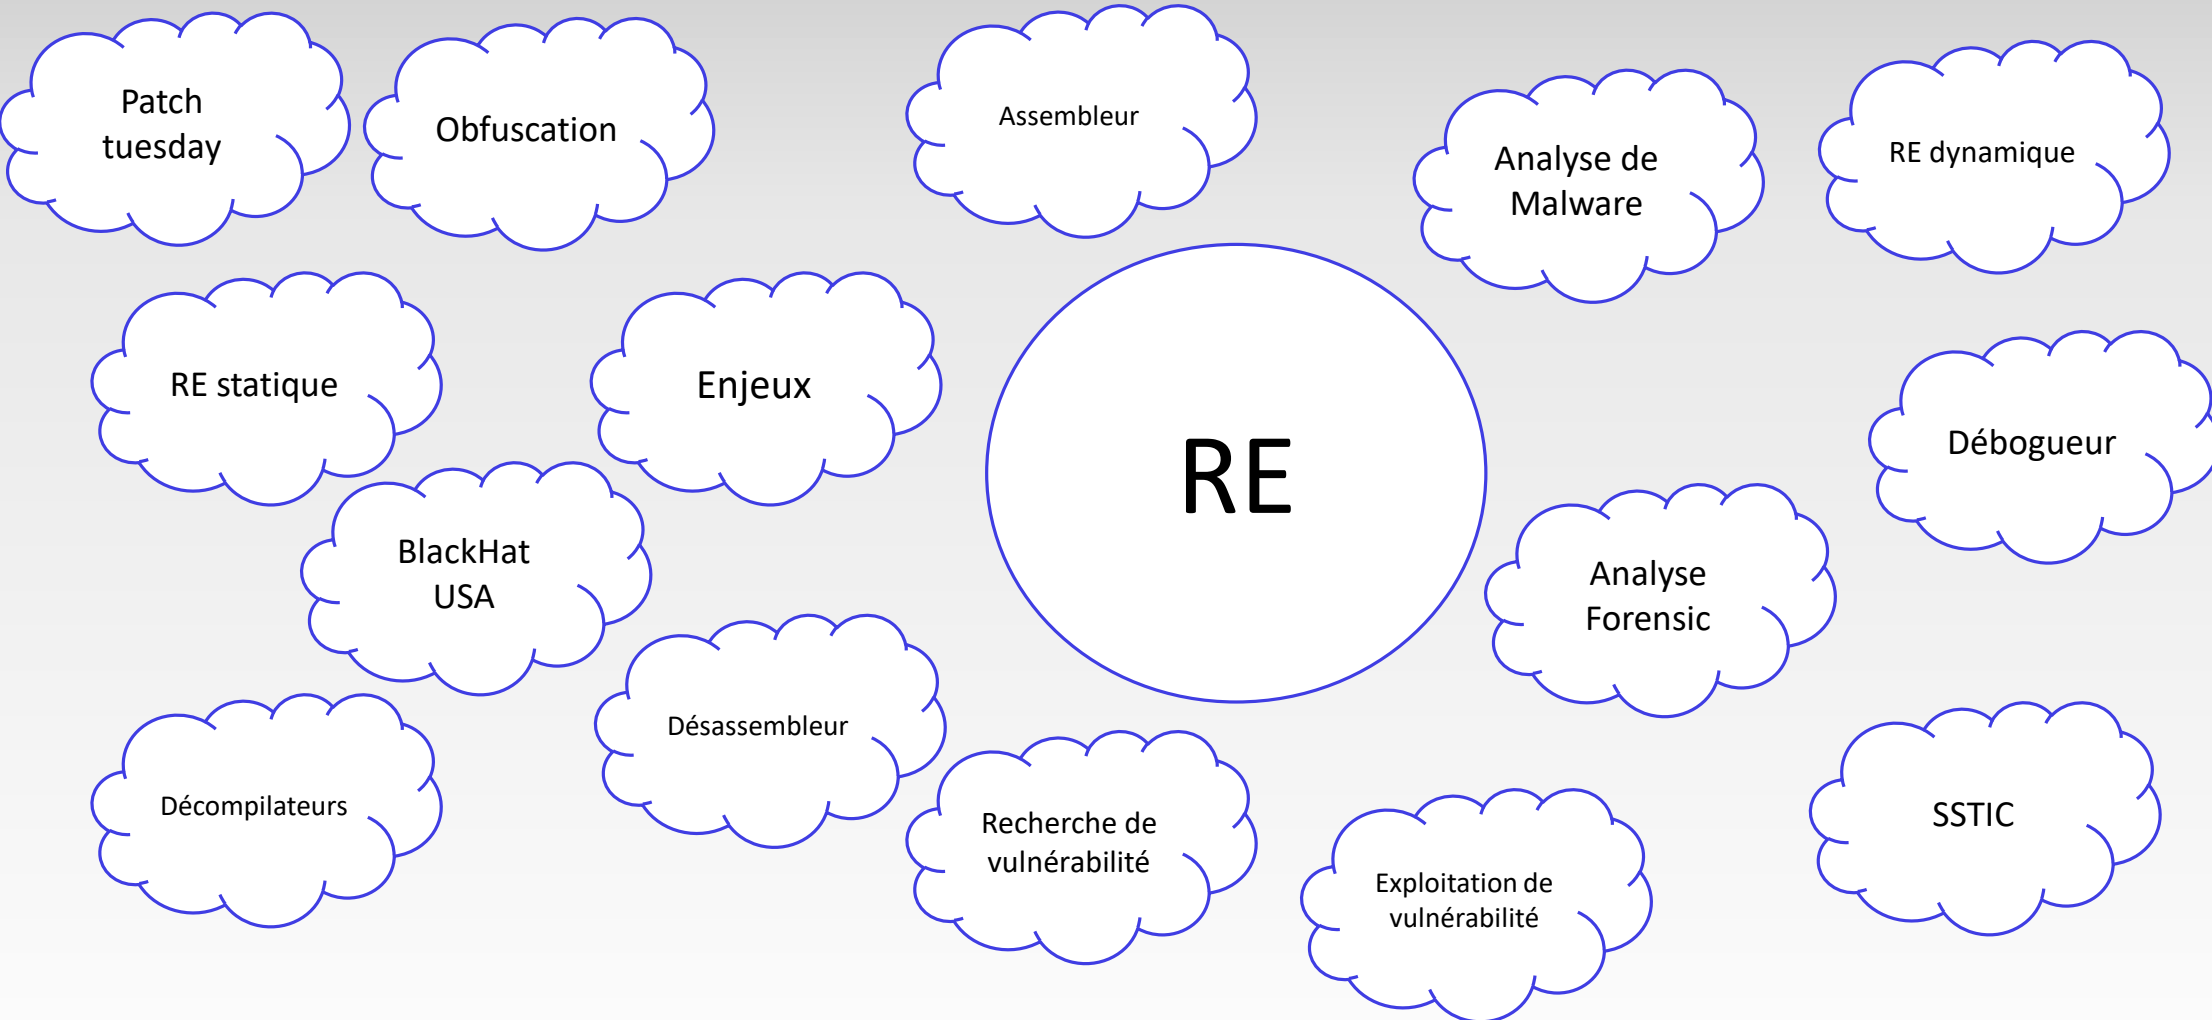 Patch
tuesday
Obfuscation
Assembleur
Analyse de
Malware
RE dynamique
RE statique
Enjeux
RE
Débogueur
BlackHat
USA
Analyse
Forensic
Désassembleur
Décompilateurs
Recherche de
vulnérabilité
Exploitation de
vulnérabilité
SSTIC